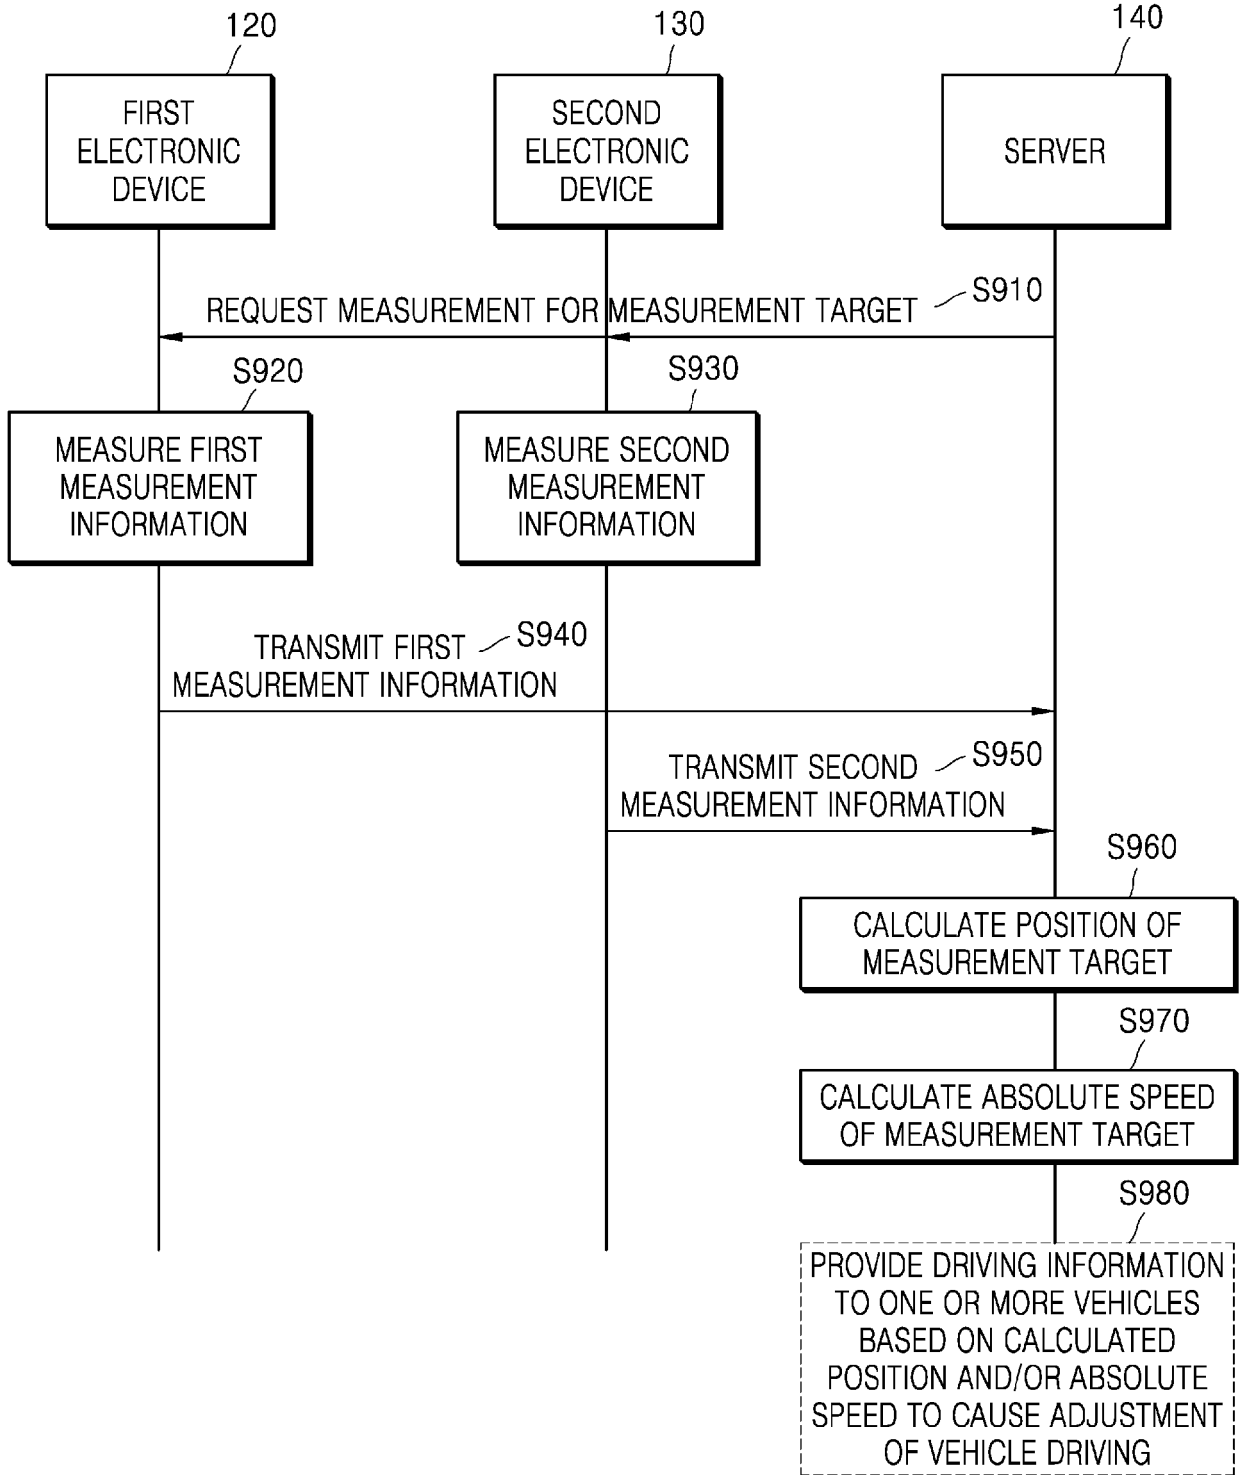 120
130
140
FIRST
ELECTRONIC
DEVICE
SECOND
ELECTRONIC
DEVICE
SERVER
REQUEST MEASUREMENT FOR MEASUREMENT TARGET
S910
S920
S930
MEASURE FIRST
MEASUREMENT
INFORMATION
MEASURE SECOND
MEASUREMENT
INFORMATION
TRANSMIT FIRST
MEASUREMENT INFORMATION
S940
TRANSMIT SECOND
MEASUREMENT INFORMATION
S950
S960
CALCULATE POSITION OF
MEASUREMENT TARGET
S970
CALCULATE ABSOLUTE SPEED
OF MEASUREMENT TARGET
S980
PROVIDE DRIVING INFORMATION
TO ONE OR MORE VEHICLES
BASED ON CALCULATED
POSITION AND/OR ABSOLUTE
SPEED TO CAUSE ADJUSTMENT
OF VEHICLE DRIVING